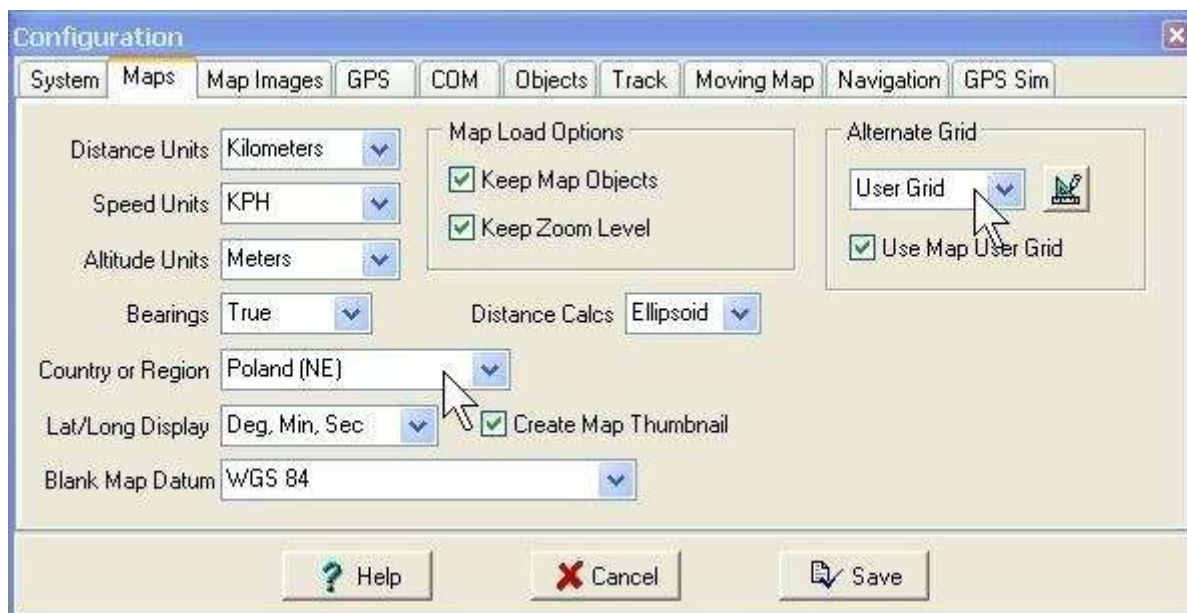 Configuration
System Maps Map Images GPS COM Objects Track Moving Map Navigation GPS Sim
Distance Units Kilometers
Speed Units KPH
Altitude Units Meters
Bearings True
Map Load Options
Keep Map Objects
Keep Zoom Level
Alternate Grid
User Grid
Use Map User Grid
Distance Calcs Ellipsoid
Country or Region Poland (NE)
Lat/Long Display Deg, Min, Sec
Create Map Thumbnail
Blank Map Datum WGS 84
? Help
Cancel
Save